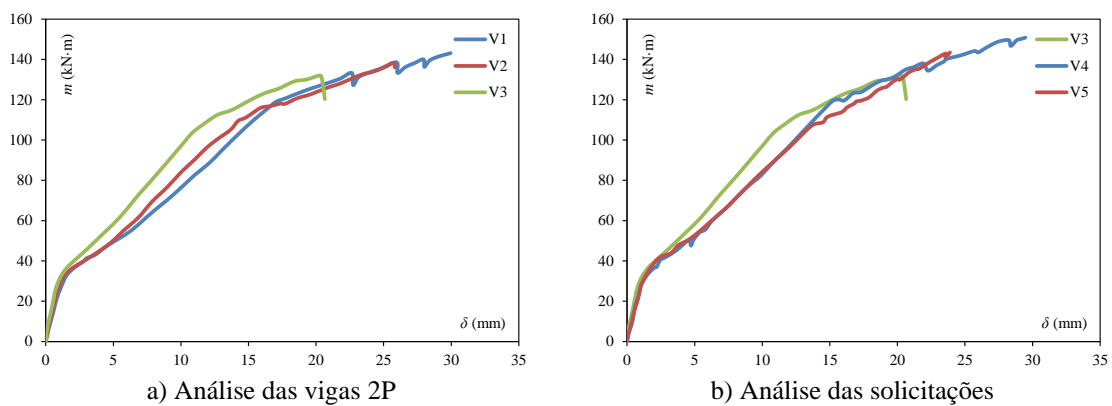 160
140
120
100
80
60
40
20
0
m (kN·m)
V1
V2
V3
δ (mm)
0 5 10 15 20 25 30 35
a) Análise das vigas 2P
160
140
120
100
80
60
40
20
0
m (kN·m)
V3
V4
V5
δ (mm)
0 5 10 15 20 25 30 35
b) Análise das solicitações